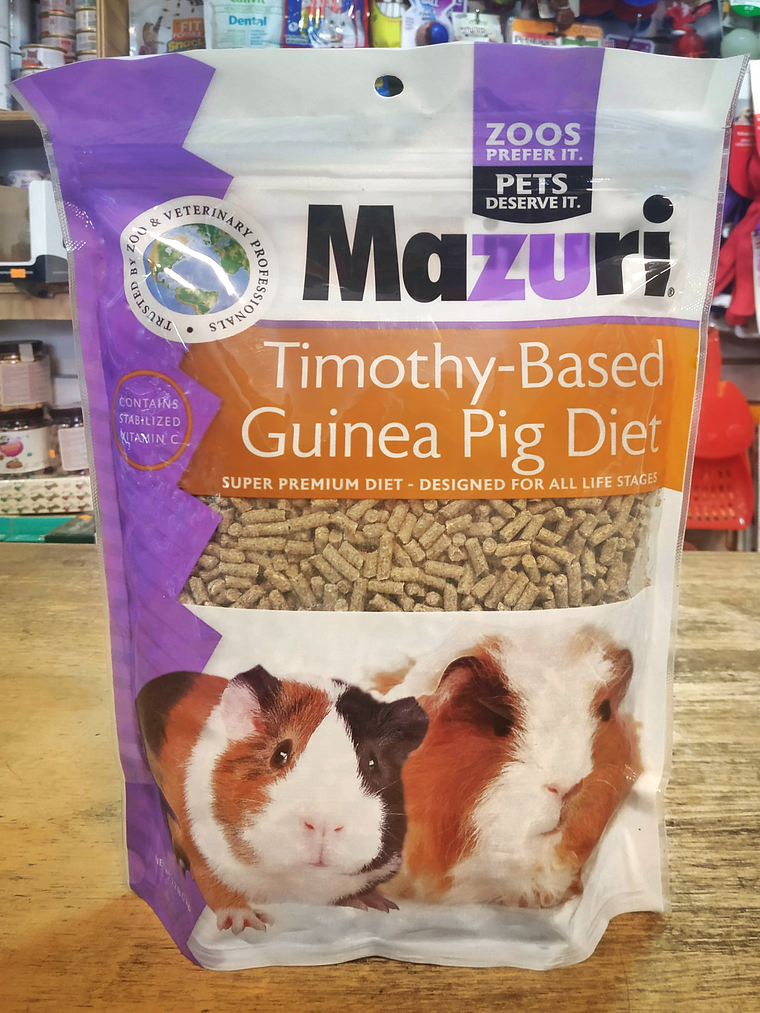 FIT
Dental
ZOOS
PREFER IT.
PETS
DESERVE IT.
TRUSTED BY ZOO & VETERINARY PROFESSIONALS
Mazuri®
Timothy-Based
Guinea Pig Diet
CONTAINS
STABILIZED
VITAMIN C
SUPER PREMIUM DIET - DESIGNED FOR ALL LIFE STAGES